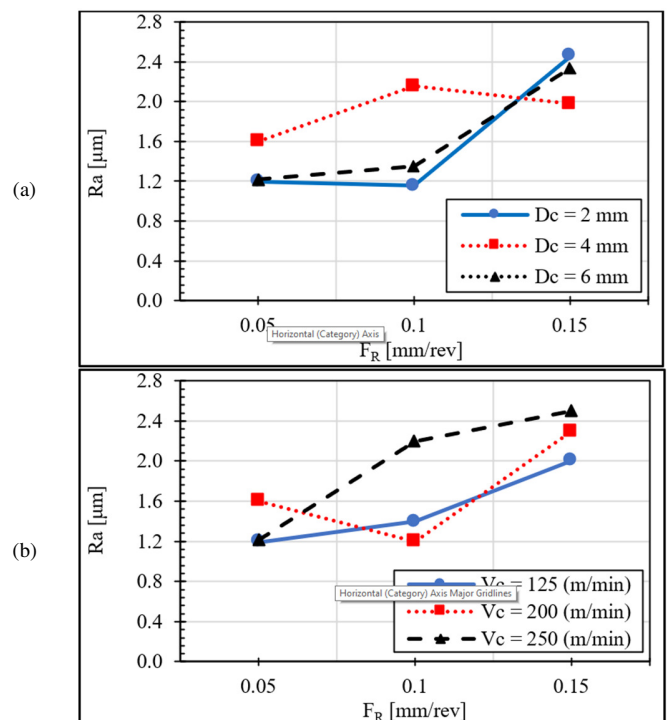 (a)
Ra [µm]
2.8
2.4
2.0
1.6
1.2
0.8
0.4
0.0
Dc = 2 mm
Dc = 4 mm
Dc = 6 mm
0.05 0.1 0.15
Horizontal (Category) Axis
F_R [mm/rev]
(b)
Ra [µm]
2.8
2.4
2.0
1.6
1.2
0.8
0.4
0.0
Vc = 125 (m/min)
Horizontal (Category) Axis Major Gridlines
Vc = 200 (m/min)
Vc = 250 (m/min)
0.05 0.1 0.15
F_R [mm/rev]